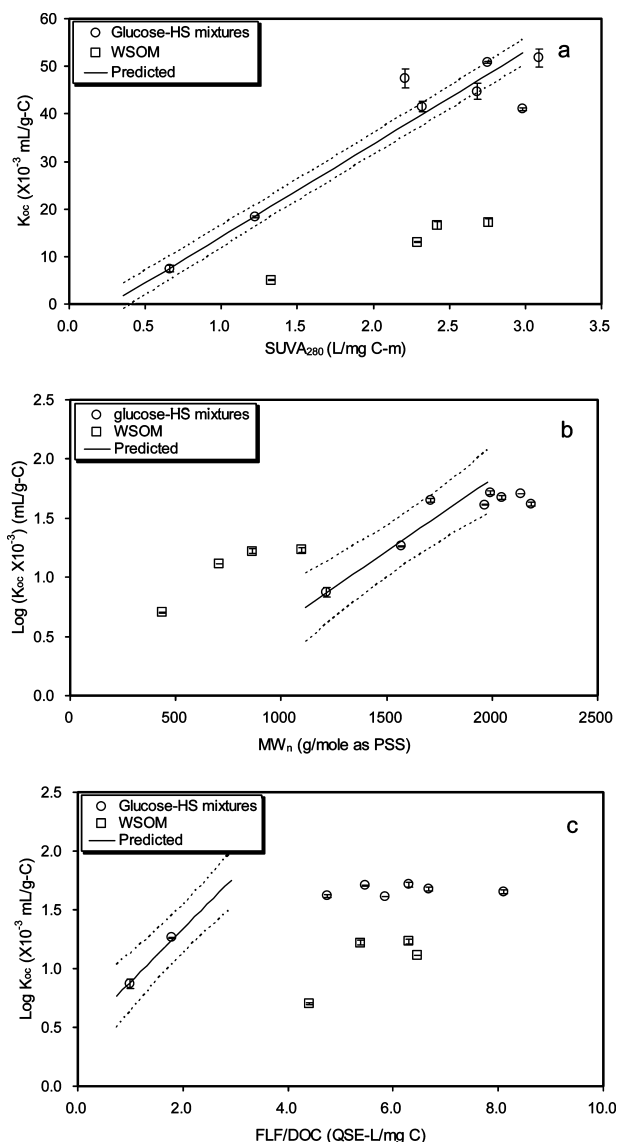 Glucose-HS mixtures
WSOM
Predicted
a
60
50
40
30
20
10
0
Koc (X10⁻³ mL/g-C)
0.0 0.5 1.0 1.5 2.0 2.5 3.0 3.5
SUVA₂₈₀ (L/mg C-m)
glucose-HS mixtures
WSOM
Predicted
b
2.5
2.0
1.5
1.0
0.5
0.0
Log (Koc X10⁻³) (mL/g-C)
0 500 1000 1500 2000 2500
MWₙ (g/mole as PSS)
Glucose-HS mixtures
WSOM
Predicted
c
2.5
2.0
1.5
1.0
0.5
0.0
Log Koc (X10⁻³ mL/g-C)
0.0 2.0 4.0 6.0 8.0 10.0
FLF/DOC (QSE-L/mg C)